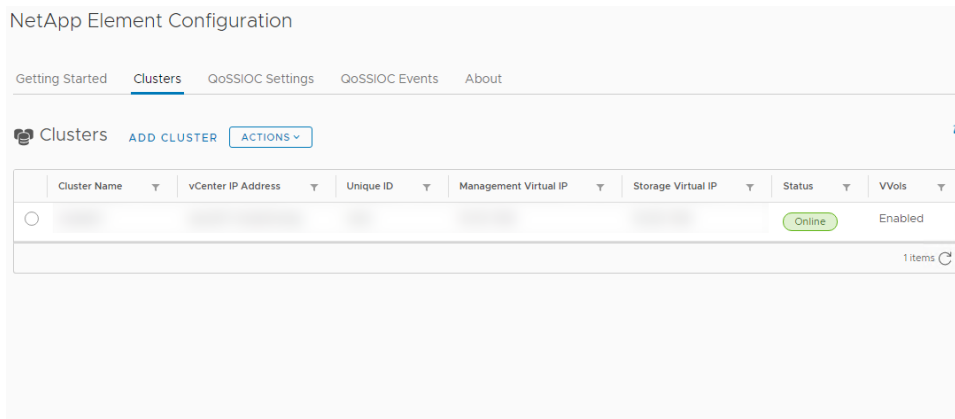 NetApp Element Configuration
Getting Started Clusters QoSSIOC Settings QoSSIOC Events About
Clusters ADD CLUSTER ACTIONS
Cluster Name vCenter IP Address Unique ID Management Virtual IP Storage Virtual IP Status VVols
Online Enabled
1 items